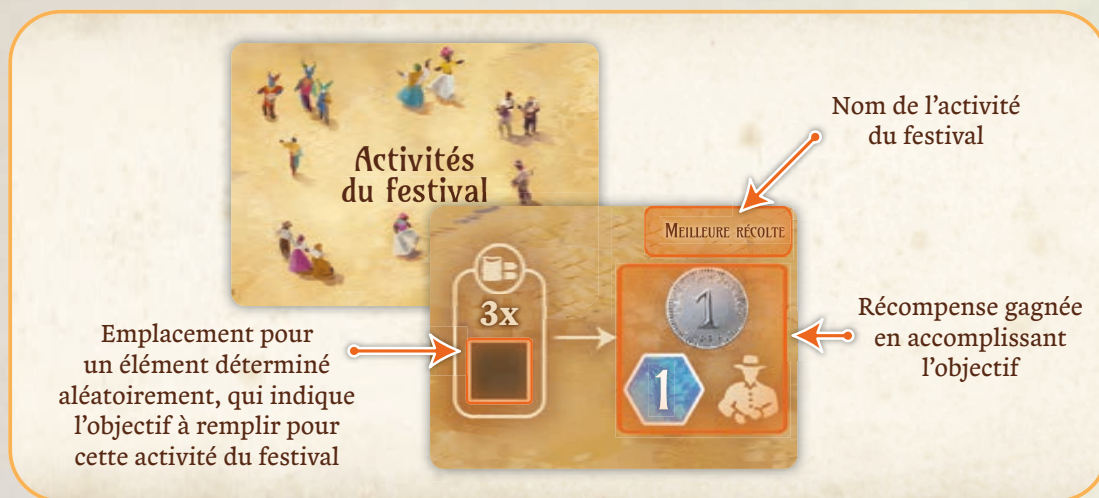 Activités
du festival
Nom de l’activité
du festival
MEILLEURE RÉCOLTE
3x
1
1
Emplacement pour
un élément déterminé
aléatoirement, qui indique
l’objectif à remplir pour
cette activité du festival
Récompense gagnée
en accomplissant
l’objectif